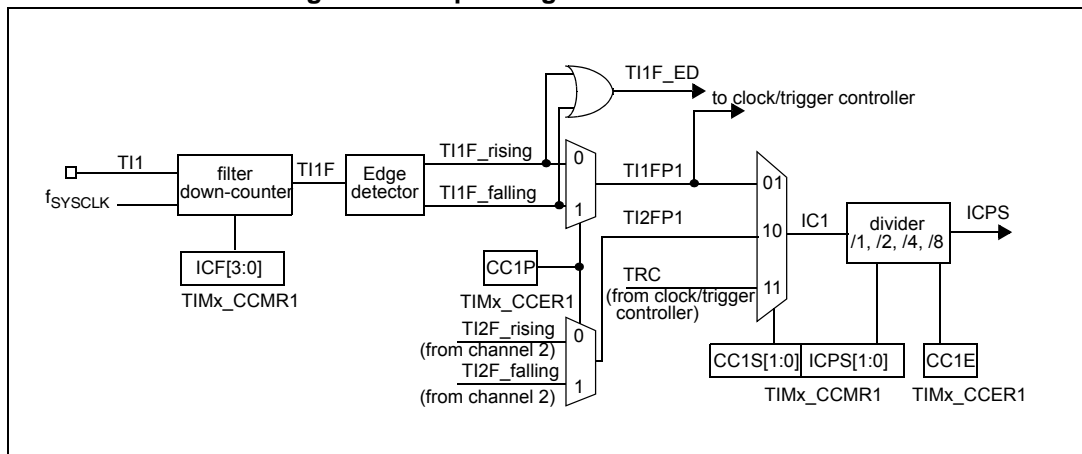 TI1F_ED
to clock/trigger controller
TI1
fSYSCLK
filter
down-counter
TI1F
Edge
detector
TI1F_rising
TI1F_falling
0
1
TI1FP1
TI2FP1
TRC
(from clock/trigger
controller)
01
10
11
IC1
divider
/1, /2, /4, /8
ICPS
ICF[3:0]
TIMx_CCMR1
CC1P
TIMx_CCER1
TI2F_rising
(from channel 2)
TI2F_falling
(from channel 2)
0
1
CC1S[1:0] ICPS[1:0]
TIMx_CCMR1
CC1E
TIMx_CCER1